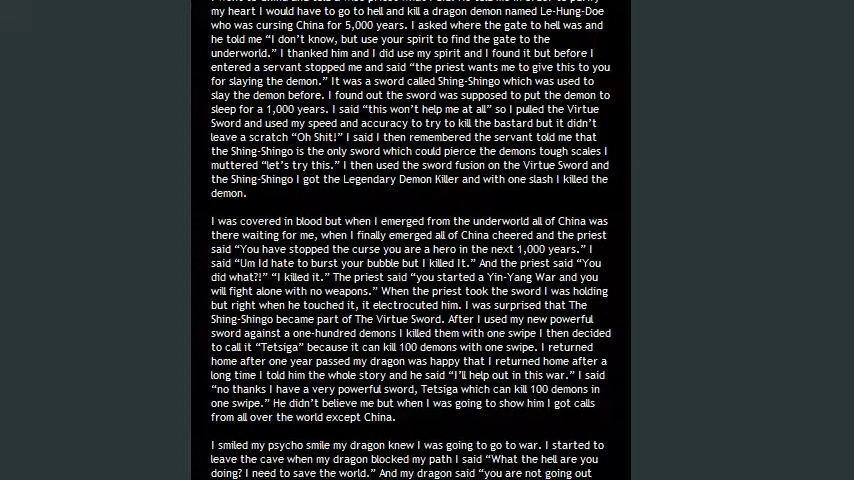 my heart I would have to go to hell and kill a dragon demon named Le-Hung-Doe
who was cursing China for 5,000 years. I asked where the gate to hell was and
he told me “I don’t know, but use your spirit to find the gate to the
underworld.” I thanked him and I did use my spirit and I found it but before I
entered a servant stopped me and said “the priest wants me to give this to you
for slaying the demon.” It was a sword called Shing-Shingo which was used to
slay the demon before. I found out the sword was supposed to put the demon to
sleep for a 1,000 years. I said “this won’t help me at all” so I pulled the Virtue
Sword and used my speed and accuracy to try to kill the bastard but it didn’t
leave a scratch “Oh Shit!” I said I then remembered the servant told me that
the Shing-Shingo is the only sword which could pierce the demons tough scales I
muttered “let’s try this.” I then used the sword fusion on the Virtue Sword and
the Shing-Shingo I got the Legendary Demon Killer and with one slash I killed the
demon.
I was covered in blood but when I emerged from the underworld all of China was
there waiting for me, when I finally emerged all of China cheered and the priest
said “You have stopped the curse you are a hero in the next 1,000 years.” I
said “Um Id hate to burst your bubble but I killed It.” And the priest said “You
did what?!” “I killed it.” The priest said “you started a Yin-Yang War and you
will fight alone with no weapons.” When the priest took the sword I was holding
but right when he touched it, it electrocuted him. I was surprised that The
Shing-Shingo became part of The Virtue Sword. After I used my new powerful
sword against a one-hundred demons I killed them with one swipe I then decided
to call it “Tetsiga” because it can kill 100 demons with one swipe. I returned
home after one year passed my dragon was happy that I returned home after a
long time I told him the whole story and he said “I’ll help out in this war.” I said
“no thanks I have a very powerful sword, Tetsiga which can kill 100 demons in
one swipe.” He didn’t believe me but when I was going to show him I got calls
from all over the world except China.
I smiled my psycho smile my dragon knew I was going to go to war. I started to
leave the cave when my dragon blocked my path I said “What the hell are you
doing? I need to save the world.” And my dragon said “you are not going out